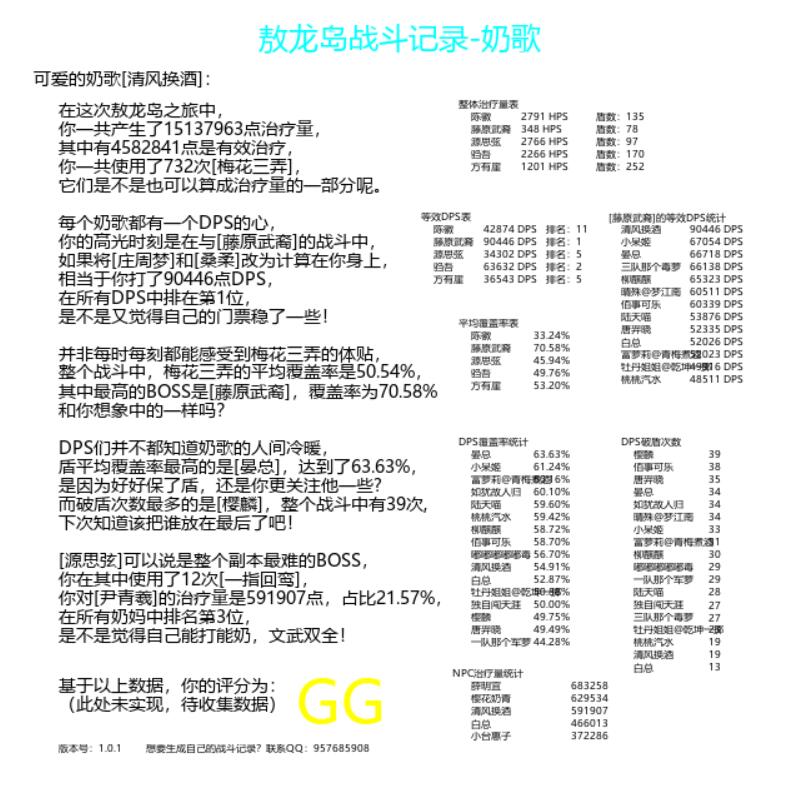 敖龙岛战斗记录-奶歌
可爱的奶歌[清风换酒]：
在这次敖龙岛之旅中，
你一共产生了15137963点治疗量，
其中有4582841点是有效治疗，
你一共使用了732次[梅花三弄]，
它们是不是也可以算成治疗量的一部分呢。
每个奶歌都有一个DPS的心，
你的高光时刻是在与[藤原武裔]的战斗中，
如果将[庄周梦]和[桑柔]改为计算在你身上，
相当于你打了90446点DPS，
在所有DPS中排在第1位，
是不是又觉得自己的门票稳了一些！
并非每时每刻都能感受到梅花三弄的体贴，
整个战斗中，梅花三弄的平均覆盖率是50.54%，
其中最高的BOSS是[藤原武裔]，覆盖率为70.58%
和你想象中的一样吗？
DPS们并不都知道奶歌的人间冷暖，
盾平均覆盖率最高的是[晏总]，达到了63.63%，
是因为好好保了盾，还是你更关注他一些？
而破盾次数最多的是[樱麟]，整个战斗中有39次,
下次知道该把谁放在最后了吧！
[源思弦]可以说是整个副本最难的BOSS，
你在其中使用了12次[一指回鸾]，
你对[尹青羲]的治疗量是591907点，占比21.57%，
在所有奶妈中排名第3位，
是不是觉得自己能打能奶，文武双全！
基于以上数据，你的评分为：
（此处未实现，待收集数据）
GG
版本号：1.0.1 想要生成自己的战斗记录？联系QQ：957685908
整体治疗量表
陈徽 2791 HPS 盾数：135
藤原武裔 348 HPS 盾数：78
源思弦 2766 HPS 盾数：97
驺吾 2266 HPS 盾数：170
方有崖 1201 HPS 盾数：252
等效DPS表
陈徽 42874 DPS 排名：11
藤原武裔 90446 DPS 排名：1
源思弦 34302 DPS 排名：5
驺吾 63632 DPS 排名：2
方有崖 36543 DPS 排名：5
[藤原武裔]的等效DPS统计
清风换酒 90446 DPS
小呆姬 67054 DPS
晏总 66718 DPS
三队那个毒萝 66138 DPS
柳麒麒 65323 DPS
晴殊@梦江南 60511 DPS
佰事可乐 60339 DPS
陆天喵 53876 DPS
唐羿晓 52335 DPS
白总 52026 DPS
富萝莉@青梅煮酒 52023 DPS
牡丹姐姐@乾坤一掷 DPS
桃桃汽水 48511 DPS
平均覆盖率表
陈徽 33.24%
藤原武裔 70.58%
源思弦 45.94%
驺吾 49.76%
方有崖 53.20%
DPS覆盖率统计
晏总 63.63%
小呆姬 61.24%
富萝莉@青梅煮酒
如犹故人归 60.10%
陆天喵 59.60%
桃桃汽水 59.42%
柳麒麒 58.72%
佰事可乐 58.70%
嘟嘟嘟嘟嘟毒 56.70%
清风换酒 54.91%
白总 52.87%
牡丹姐姐@乾坤一掷
独自闯天涯 50.00%
樱麟 49.75%
唐羿晓 49.49%
一队那个军萝 44.28%
DPS破盾次数
樱麟 39
佰事可乐 38
唐羿晓 35
晏总 34
如犹故人归 34
晴殊@梦江南 34
小呆姬 33
富萝莉@青梅煮酒
柳麒麒 30
嘟嘟嘟嘟嘟毒 29
一队那个军萝 29
陆天喵 28
独自闯天涯 27
三队那个毒萝 27
牡丹姐姐@乾坤一掷
桃桃汽水 19
清风换酒 19
白总 13
NPC治疗量统计
薛明宜 683258
樱花奶青 629534
清风换酒 591907
白总 466013
小台惠子 372286